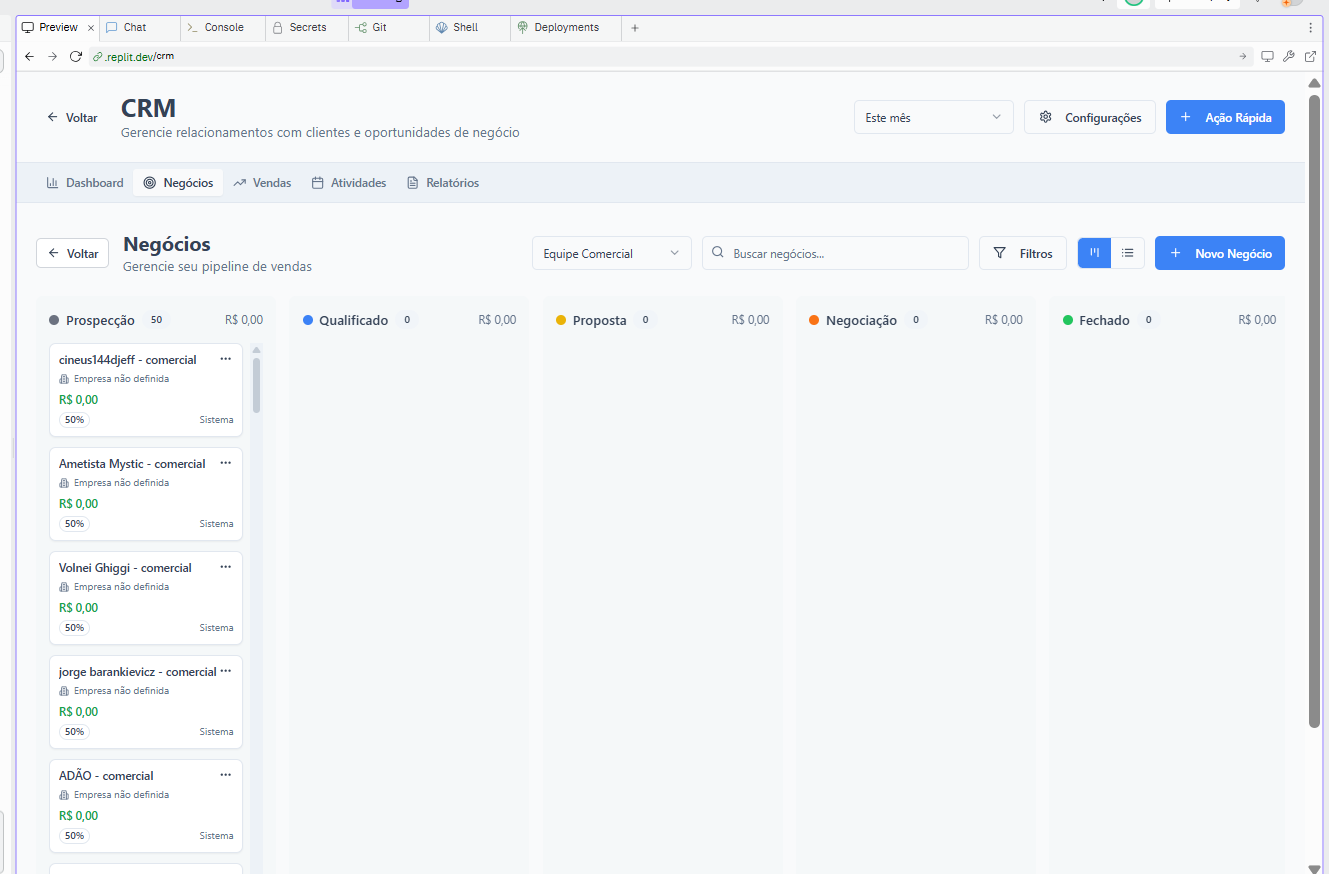 Preview
Chat
Console
Secrets
Git
Shell
Deployments
.replit.dev/crm
Voltar
CRM
Gerencie relacionamentos com clientes e oportunidades de negócio
Este mês
Configurações
Ação Rápida
Dashboard
Negócios
Vendas
Atividades
Relatórios
Voltar
Negócios
Gerencie seu pipeline de vendas
Equipe Comercial
Buscar negócios...
Filtros
Novo Negócio
Prospecção 50 R$ 0,00
Qualificado 0 R$ 0,00
Proposta 0 R$ 0,00
Negociação 0 R$ 0,00
Fechado 0 R$ 0,00
cineus144djeff - comercial
Empresa não definida
R$ 0,00
50% Sistema
Ametista Mystic - comercial
Empresa não definida
R$ 0,00
50% Sistema
Volnei Ghiggi - comercial
Empresa não definida
R$ 0,00
50% Sistema
jorge barankievicz - comercial
Empresa não definida
R$ 0,00
50% Sistema
ADÃO - comercial
Empresa não definida
R$ 0,00
50% Sistema